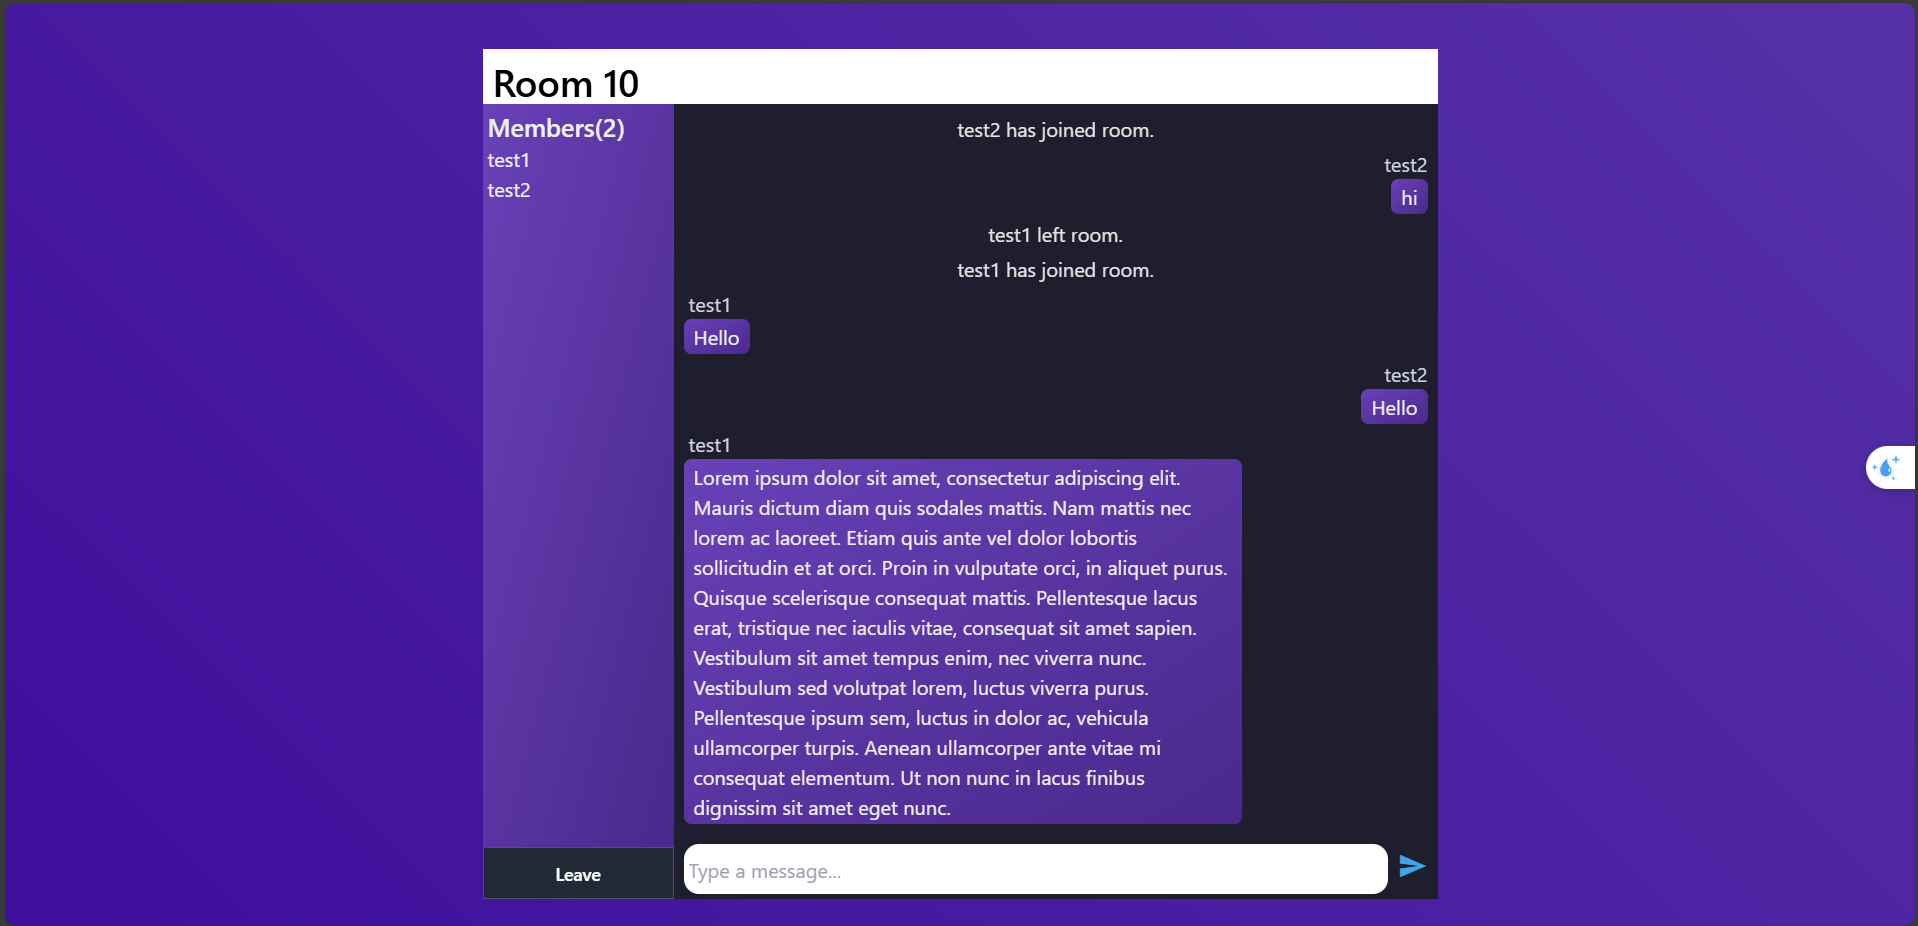 Room 10
Members(2)
test1
test2
Leave
test2 has joined room.
test2
hi
test1 left room.
test1 has joined room.
test1
Hello
test2
Hello
test1
Lorem ipsum dolor sit amet, consectetur adipiscing elit.
Mauris dictum diam quis sodales mattis. Nam mattis nec
lorem ac laoreet. Etiam quis ante vel dolor lobortis
sollicitudin et at orci. Proin in vulputate orci, in aliquet purus.
Quisque scelerisque consequat mattis. Pellentesque lacus
erat, tristique nec iaculis vitae, consequat sit amet sapien.
Vestibulum sit amet tempus enim, nec viverra nunc.
Vestibulum sed volutpat lorem, luctus viverra purus.
Pellentesque ipsum sem, luctus in dolor ac, vehicula
ullamcorper turpis. Aenean ullamcorper ante vitae mi
consequat elementum. Ut non nunc in lacus finibus
dignissim sit amet eget nunc.
Type a message...